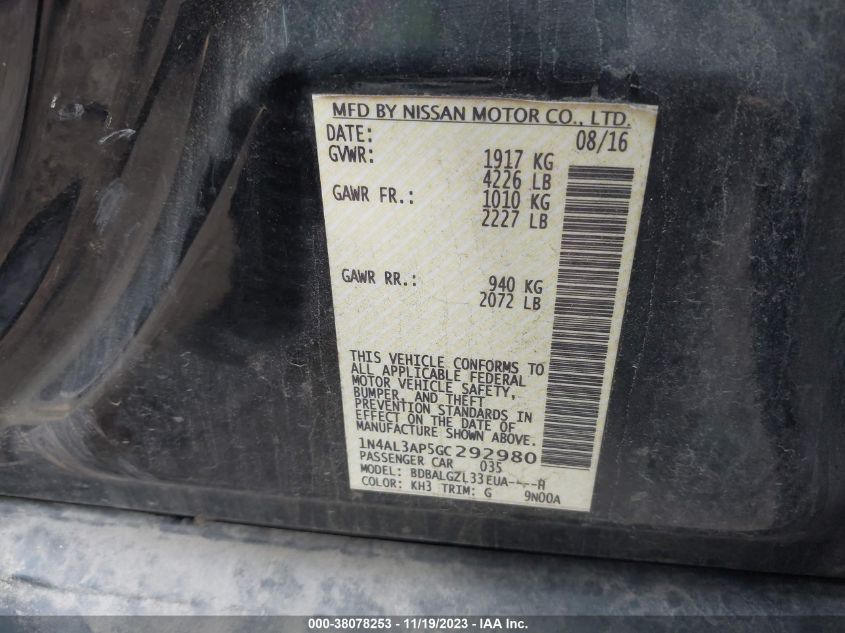 MFD BY NISSAN MOTOR CO., LTD.
DATE: 08/16
GVWR: 1917 KG
4226 LB
GAWR FR.: 1010 KG
2227 LB
GAWR RR.: 940 KG
2072 LB
THIS VEHICLE CONFORMS TO
ALL APPLICABLE FEDERAL
MOTOR VEHICLE SAFETY,
BUMPER, AND THEFT
PREVENTION STANDARDS IN
EFFECT ON THE DATE OF
MANUFACTURE SHOWN ABOVE.
1N4AL3AP5GC292980
PASSENGER CAR 035
MODEL: BDBALGZL33EUA----A
COLOR: KH3 TRIM: G 9N00A
000-38078253 - 11/19/2023 - IAAI Inc.